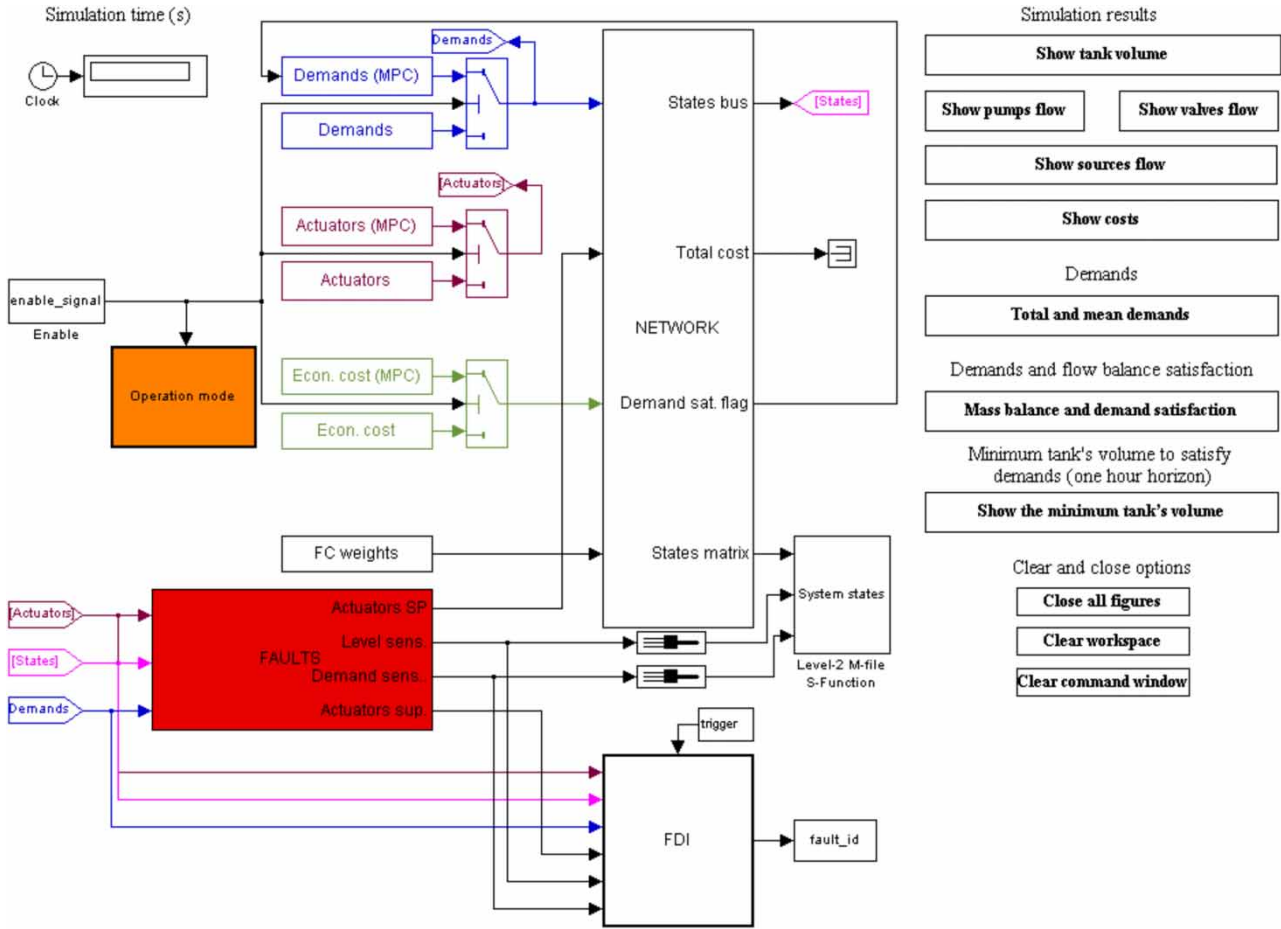 Simulation time (s)
Clock
Demands
Demands (MPC)
Demands
[Actuators]
Actuators (MPC)
Actuators
enable_signal
Enable
Operation mode
Econ. cost (MPC)
Econ. cost
FC weights
States bus
[States]
Total cost
NETWORK
Demand sat. flag
States matrix
System states
Level-2 M-file
S-Function
[Actuators]
[States]
Demands
Actuators SP
Level sens.
FAULTS
Demand sens..
Actuators sup.
trigger
FDI
fault_id
Simulation results
Show tank volume
Show pumps flow
Show valves flow
Show sources flow
Show costs
Demands
Total and mean demands
Demands and flow balance satisfaction
Mass balance and demand satisfaction
Minimum tank's volume to satisfy
demands (one hour horizon)
Show the minimum tank's volume
Clear and close options
Close all figures
Clear workspace
Clear command window